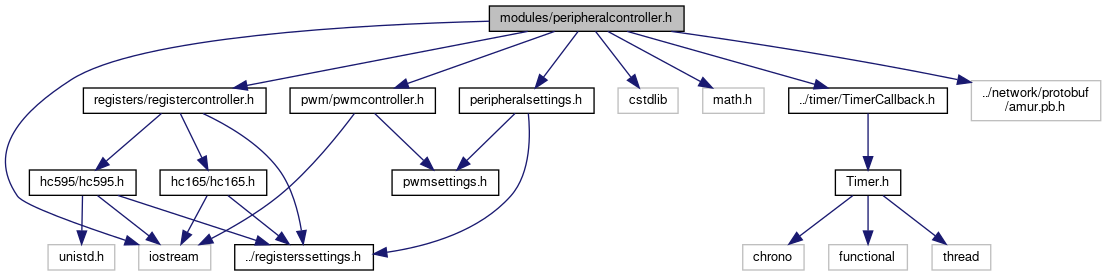 modules/peripheralcontroller.h
registers/registercontroller.h
pwm/pwmcontroller.h
peripheralsettings.h
cstdlib
math.h
../timer/TimerCallback.h
../network/protobuf
/amur.pb.h
hc595/hc595.h
hc165/hc165.h
pwmsettings.h
Timer.h
unistd.h
iostream
../registerssettings.h
chrono
functional
thread